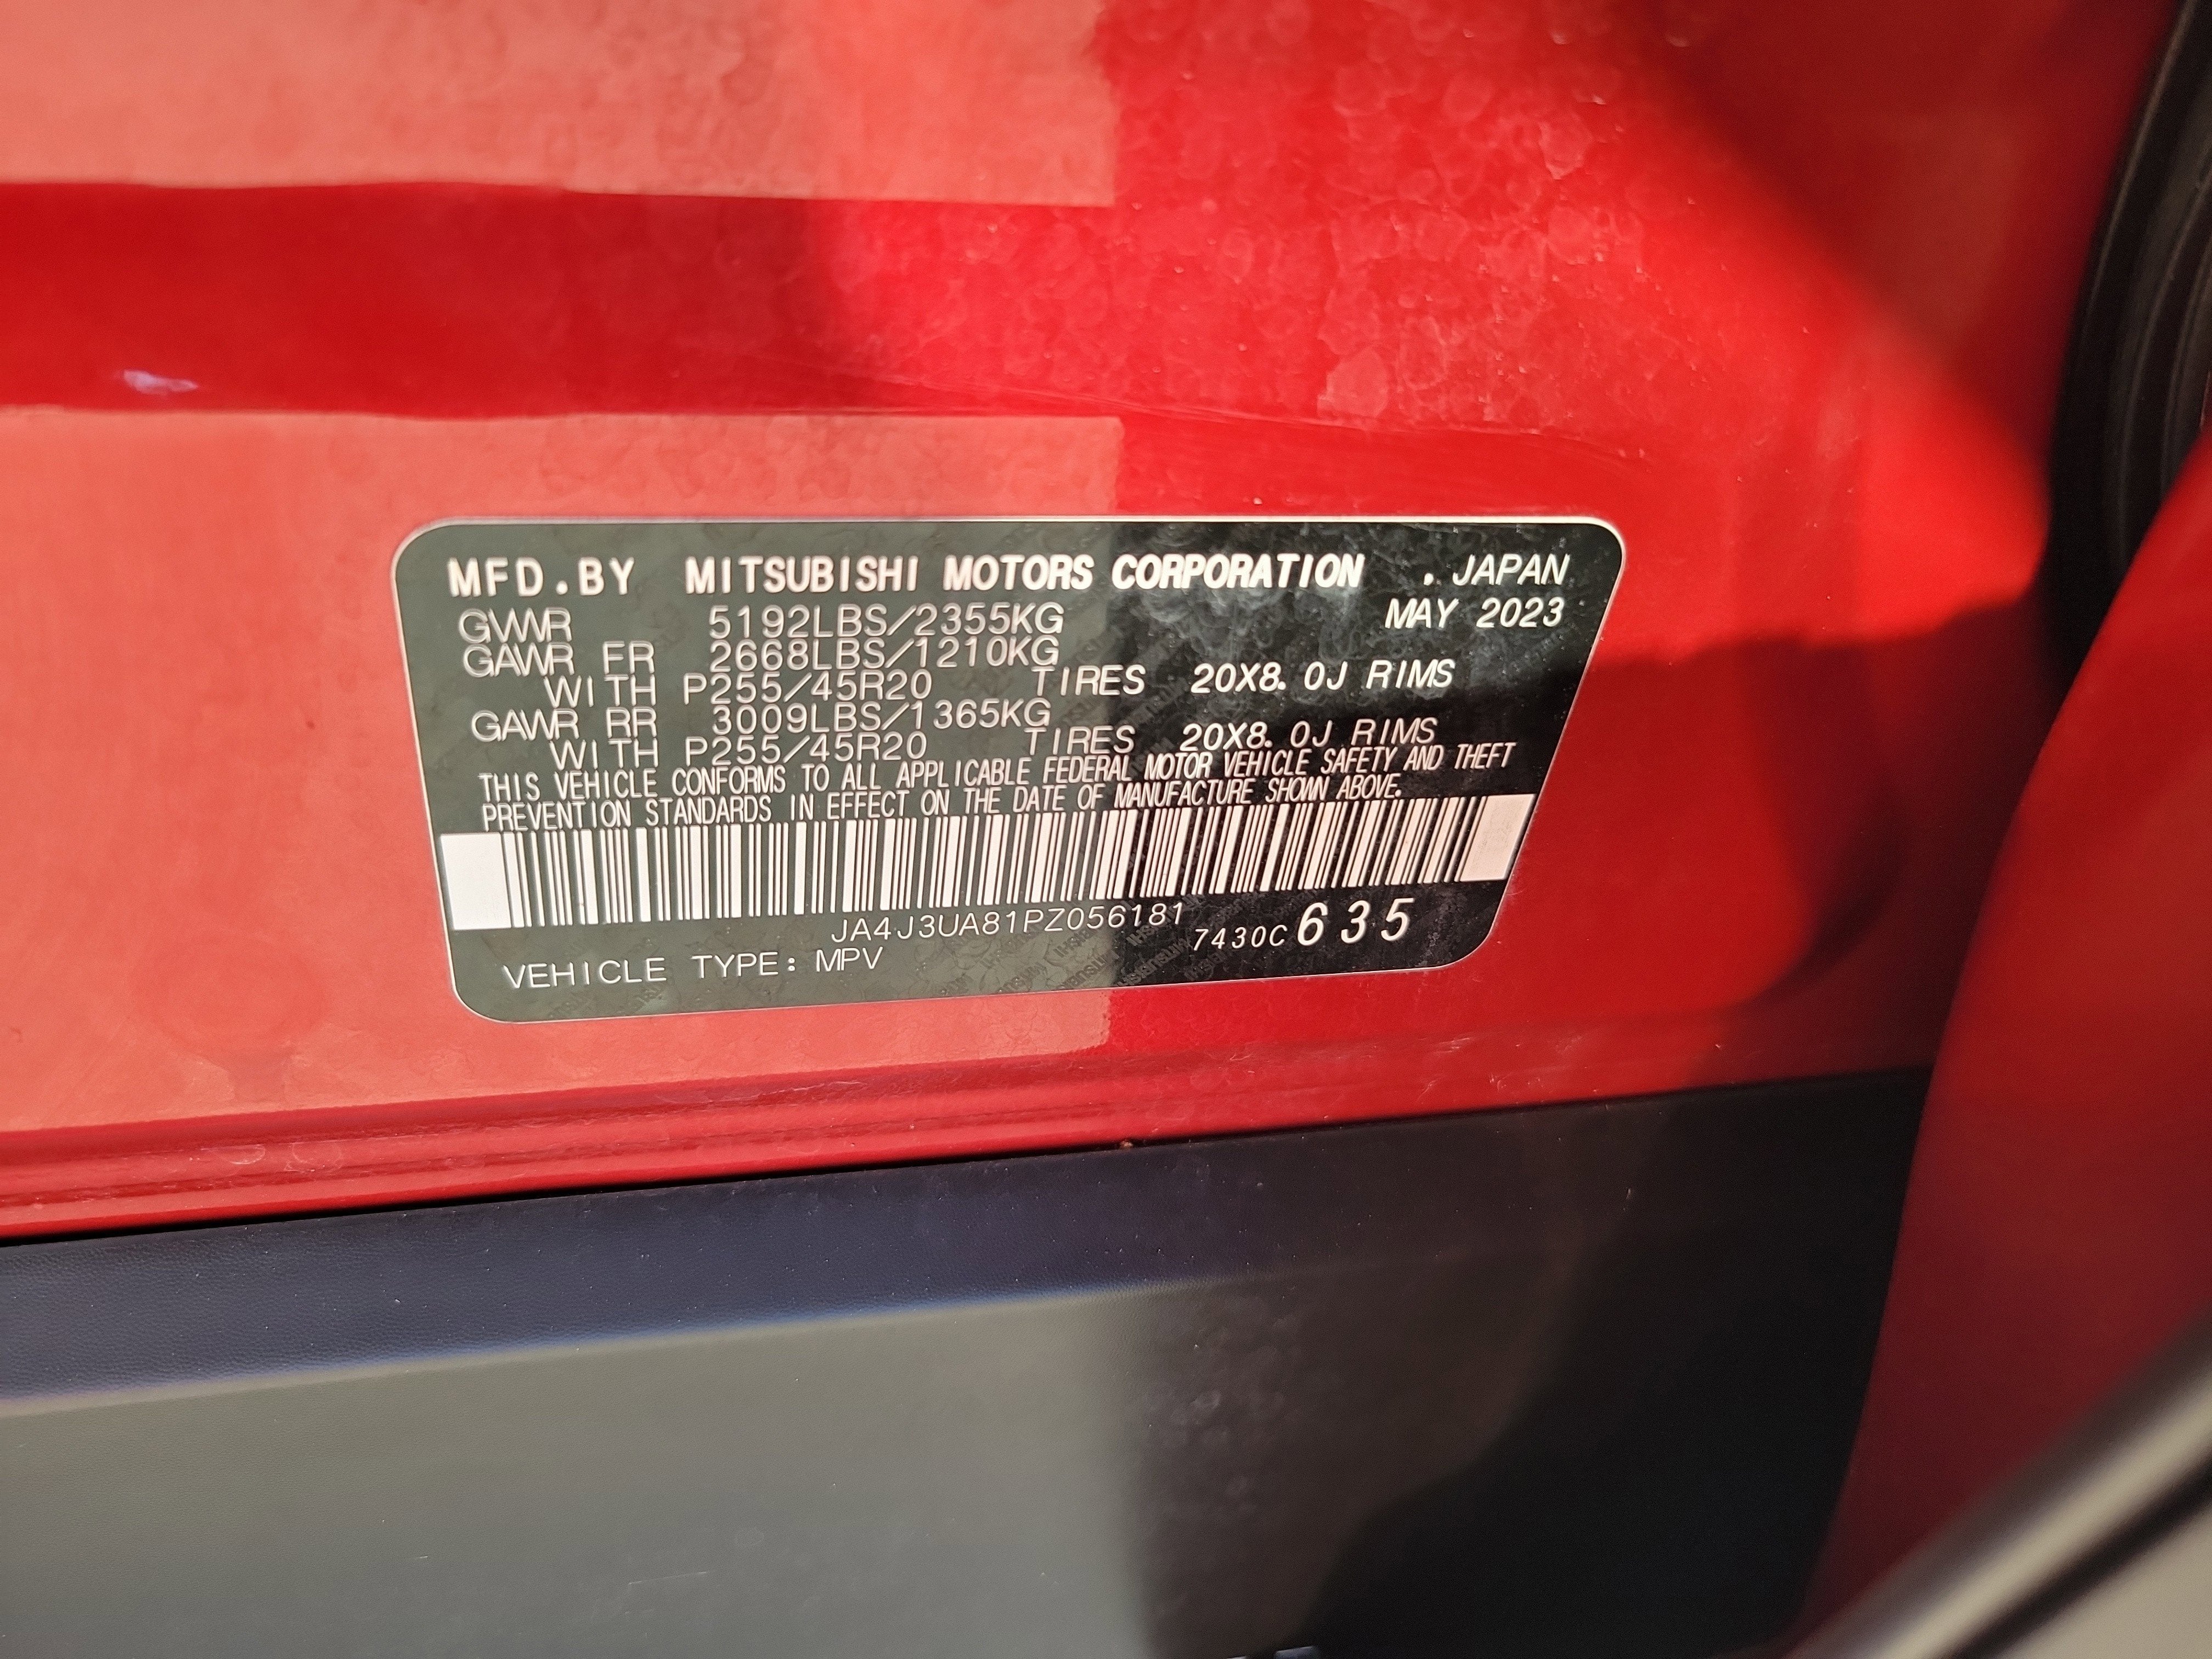 MFD.BY MITSUBISHI MOTORS CORPORATION . JAPAN
GVWR 5192LBS/2355KG MAY 2023
GAWR FR 2668LBS/1210KG
WITH P255/45R20 TIRES 20X8.0J RIMS
GAWR RR 3009LBS/1365KG
WITH P255/45R20 TIRES 20X8.0J RIMS
THIS VEHICLE CONFORMS TO ALL APPLICABLE FEDERAL MOTOR VEHICLE SAFETY AND THEFT
PREVENTION STANDARDS IN EFFECT ON THE DATE OF MANUFACTURE SHOWN ABOVE.
JA4J3UA81PZ056181 7430C 635
VEHICLE TYPE: MPV